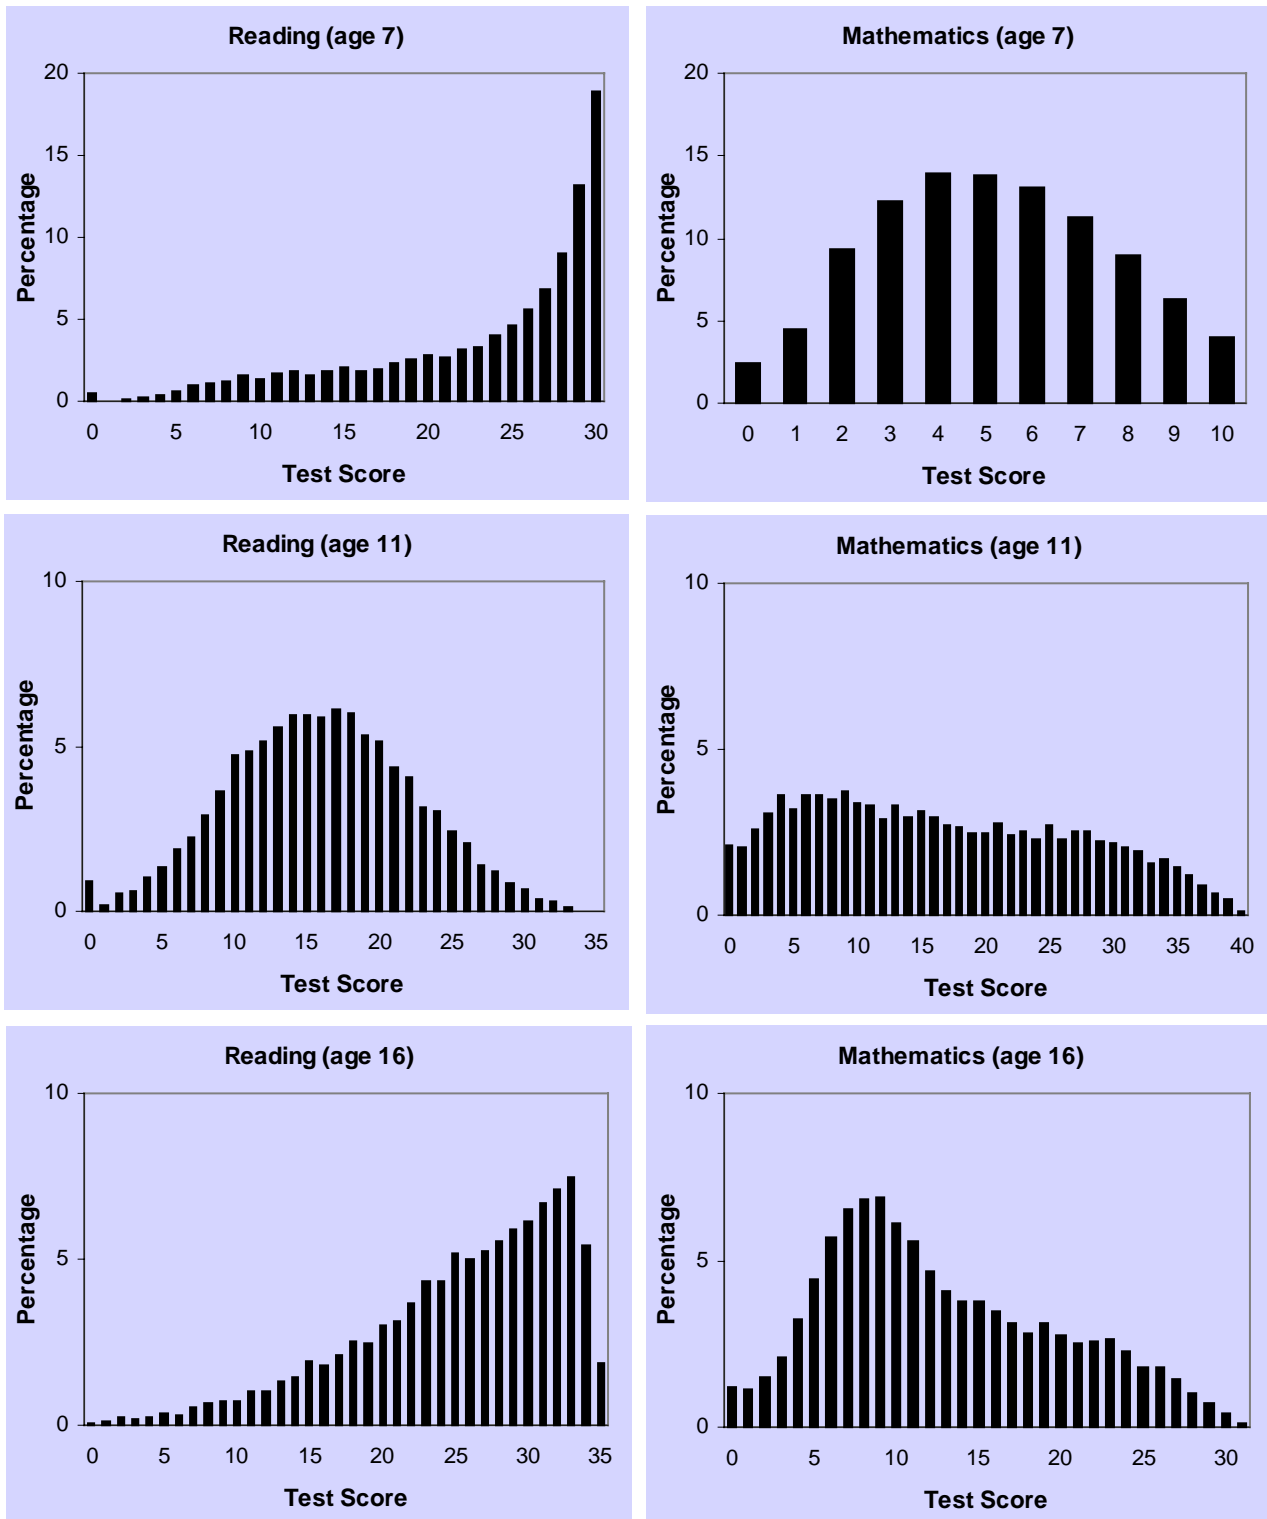 Reading (age 7)
20
15
10
5
0
Percentage
0 5 10 15 20 25 30
Test Score
Mathematics (age 7)
20
15
10
5
0
Percentage
0 1 2 3 4 5 6 7 8 9 10
Test Score
Reading (age 11)
10
5
0
Percentage
0 5 10 15 20 25 30 35
Test Score
Mathematics (age 11)
10
5
0
Percentage
0 5 10 15 20 25 30 35 40
Test Score
Reading (age 16)
10
5
0
Percentage
0 5 10 15 20 25 30 35
Test Score
Mathematics (age 16)
10
5
0
Percentage
0 5 10 15 20 25 30
Test Score